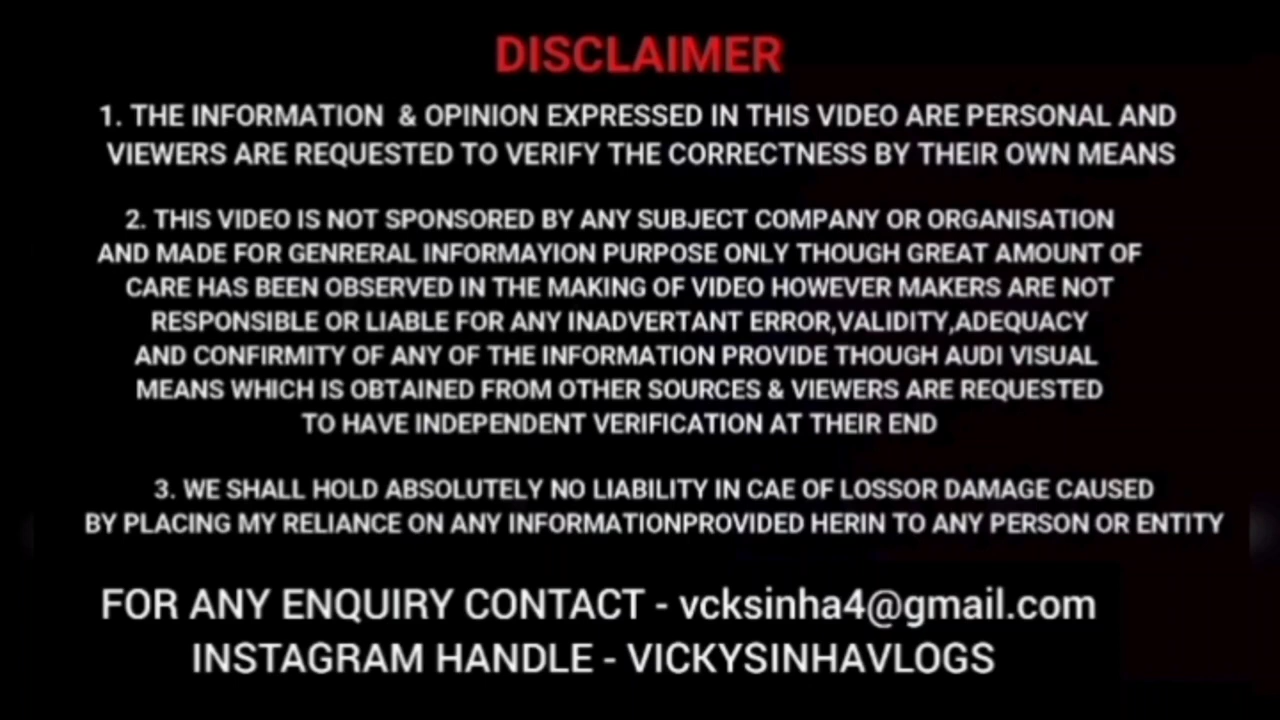 DISCLAIMER
1. THE INFORMATION & OPINION EXPRESSED IN THIS VIDEO ARE PERSONAL AND
VIEWERS ARE REQUESTED TO VERIFY THE CORRECTNESS BY THEIR OWN MEANS
2. THIS VIDEO IS NOT SPONSORED BY ANY SUBJECT COMPANY OR ORGANISATION
AND MADE FOR GENRERAL INFORMAYION PURPOSE ONLY THOUGH GREAT AMOUNT OF
CARE HAS BEEN OBSERVED IN THE MAKING OF VIDEO HOWEVER MAKERS ARE NOT
RESPONSIBLE OR LIABLE FOR ANY INADVERTANT ERROR,VALIDITY,ADEQUACY
AND CONFIRMITY OF ANY OF THE INFORMATION PROVIDE THOUGH AUDI VISUAL
MEANS WHICH IS OBTAINED FROM OTHER SOURCES & VIEWERS ARE REQUESTED
TO HAVE INDEPENDENT VERIFICATION AT THEIR END
3. WE SHALL HOLD ABSOLUTELY NO LIABILITY IN CAE OF LOSSOR DAMAGE CAUSED
BY PLACING MY RELIANCE ON ANY INFORMATIONPROVIDED HERIN TO ANY PERSON OR ENTITY
FOR ANY ENQUIRY CONTACT - vcksinha4@gmail.com
INSTAGRAM HANDLE - VICKYSINHAVLOGS